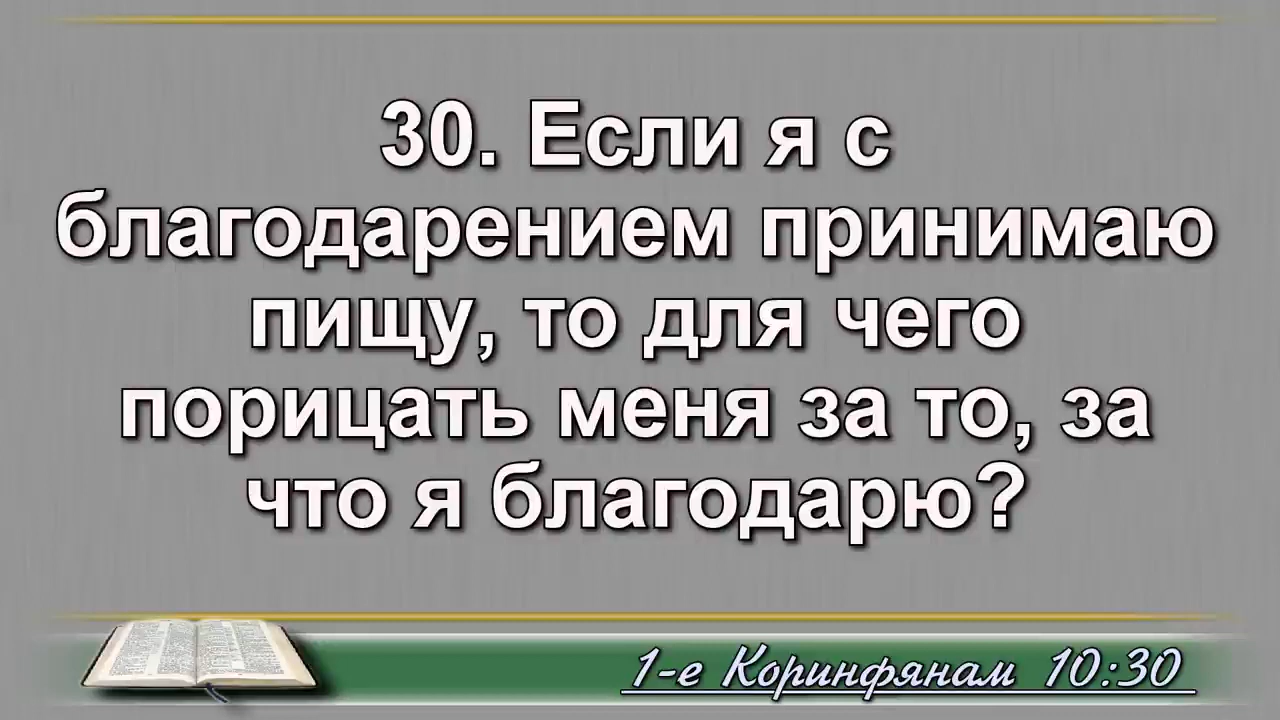 30. Если я с
благодарением принимаю
пищу, то для чего
порицать меня за то, за
что я благодарю?
1-е Коринфянам 10:30